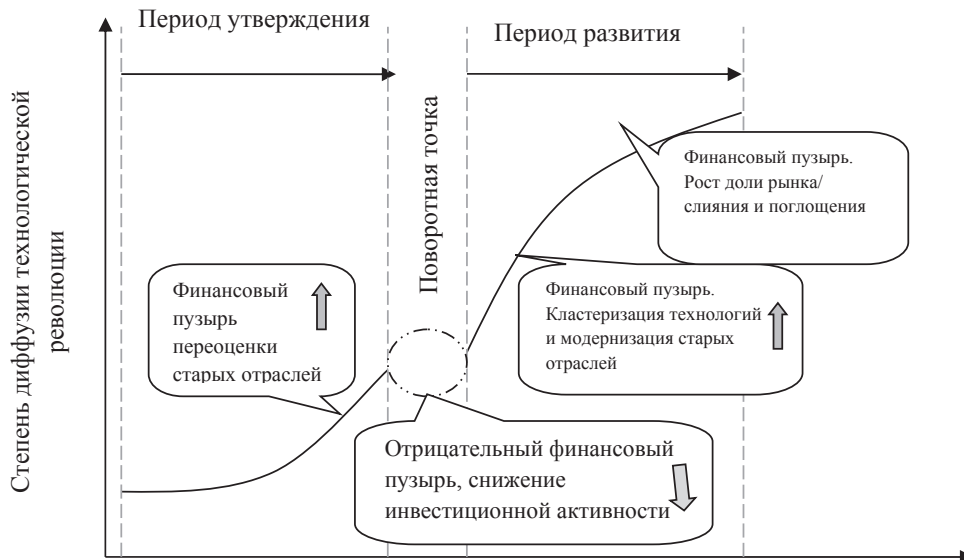 Период утверждения
Период развития
Степень диффузии технологической
революции
Поворотная точка
Финансовый пузырь.
Рост доли рынка/
слияния и поглощения
Финансовый
пузырь
переоценки
старых отраслей
Финансовый пузырь.
Кластеризация технологий
и модернизация старых
отраслей
Отрицательный финансовый
пузырь, снижение
инвестиционной активности